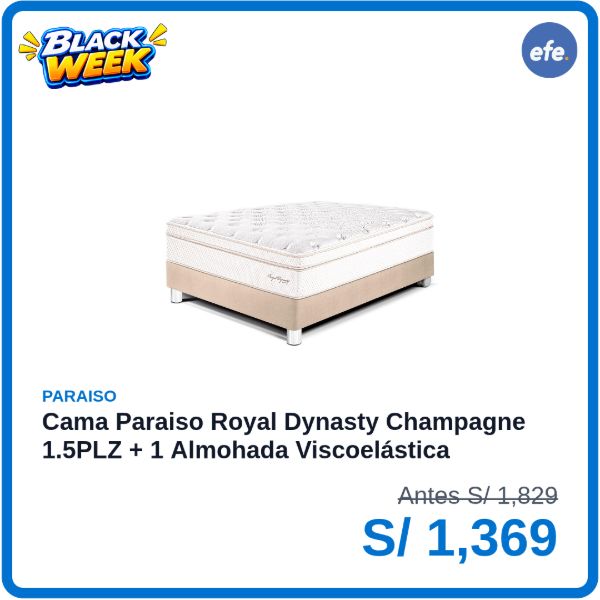 BLACK
WEEK
efe.
PARAISO
Cama Paraiso Royal Dynasty Champagne
1.5PLZ + 1 Almohada Viscoelástica
Antes S/ 1,829
S/ 1,369